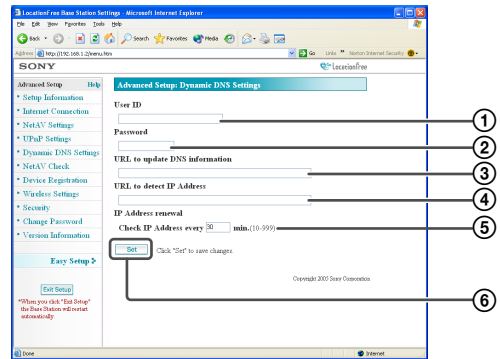 LocationFree Base Station Settings - Microsoft Internet Explorer
File Edit View Favorites Tools Help
Back Search Favorites Media
Address http://192.168.1.2/menu.htm Go Links » Norton Internet Security
SONY LocationFree
Advanced Setup Help
Setup Information
Internet Connection
NetAV Settings
UPnP Settings
Dynamic DNS Settings
NetAV Check
Device Registration
Wireless Settings
Security
Change Password
Version Information
Easy Setup
Exit Setup
*When you click "Exit Setup"
the Base Station will restart
automatically.
Advanced Setup: Dynamic DNS Settings
User ID
1
Password
2
URL to update DNS information
3
URL to detect IP Address
4
IP Address renewal
Check IP Address every 30 min.(10-999)
5
Set Click "Set" to save changes.
6
Copyright 2005 Sony Corporation
Done Internet